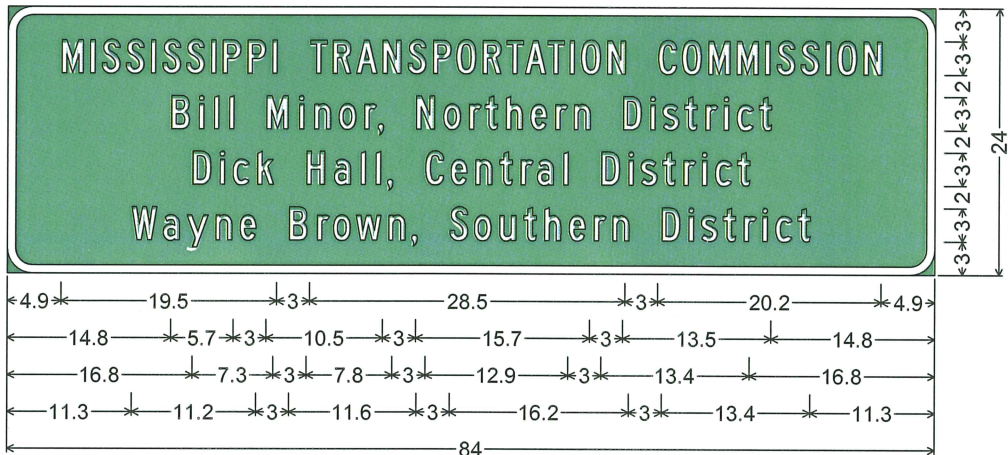 MISSISSIPPI TRANSPORTATION COMMISSION
Bill Minor, Northern District
Dick Hall, Central District
Wayne Brown, Southern District
3
3
2
3
2
3
2
3
3
24
4.9 19.5 3 28.5 3 20.2 4.9
14.8 5.7 3 10.5 3 15.7 3 13.5 14.8
16.8 7.3 3 7.8 3 12.9 3 13.4 16.8
11.3 11.2 3 11.6 3 16.2 3 13.4 11.3
84